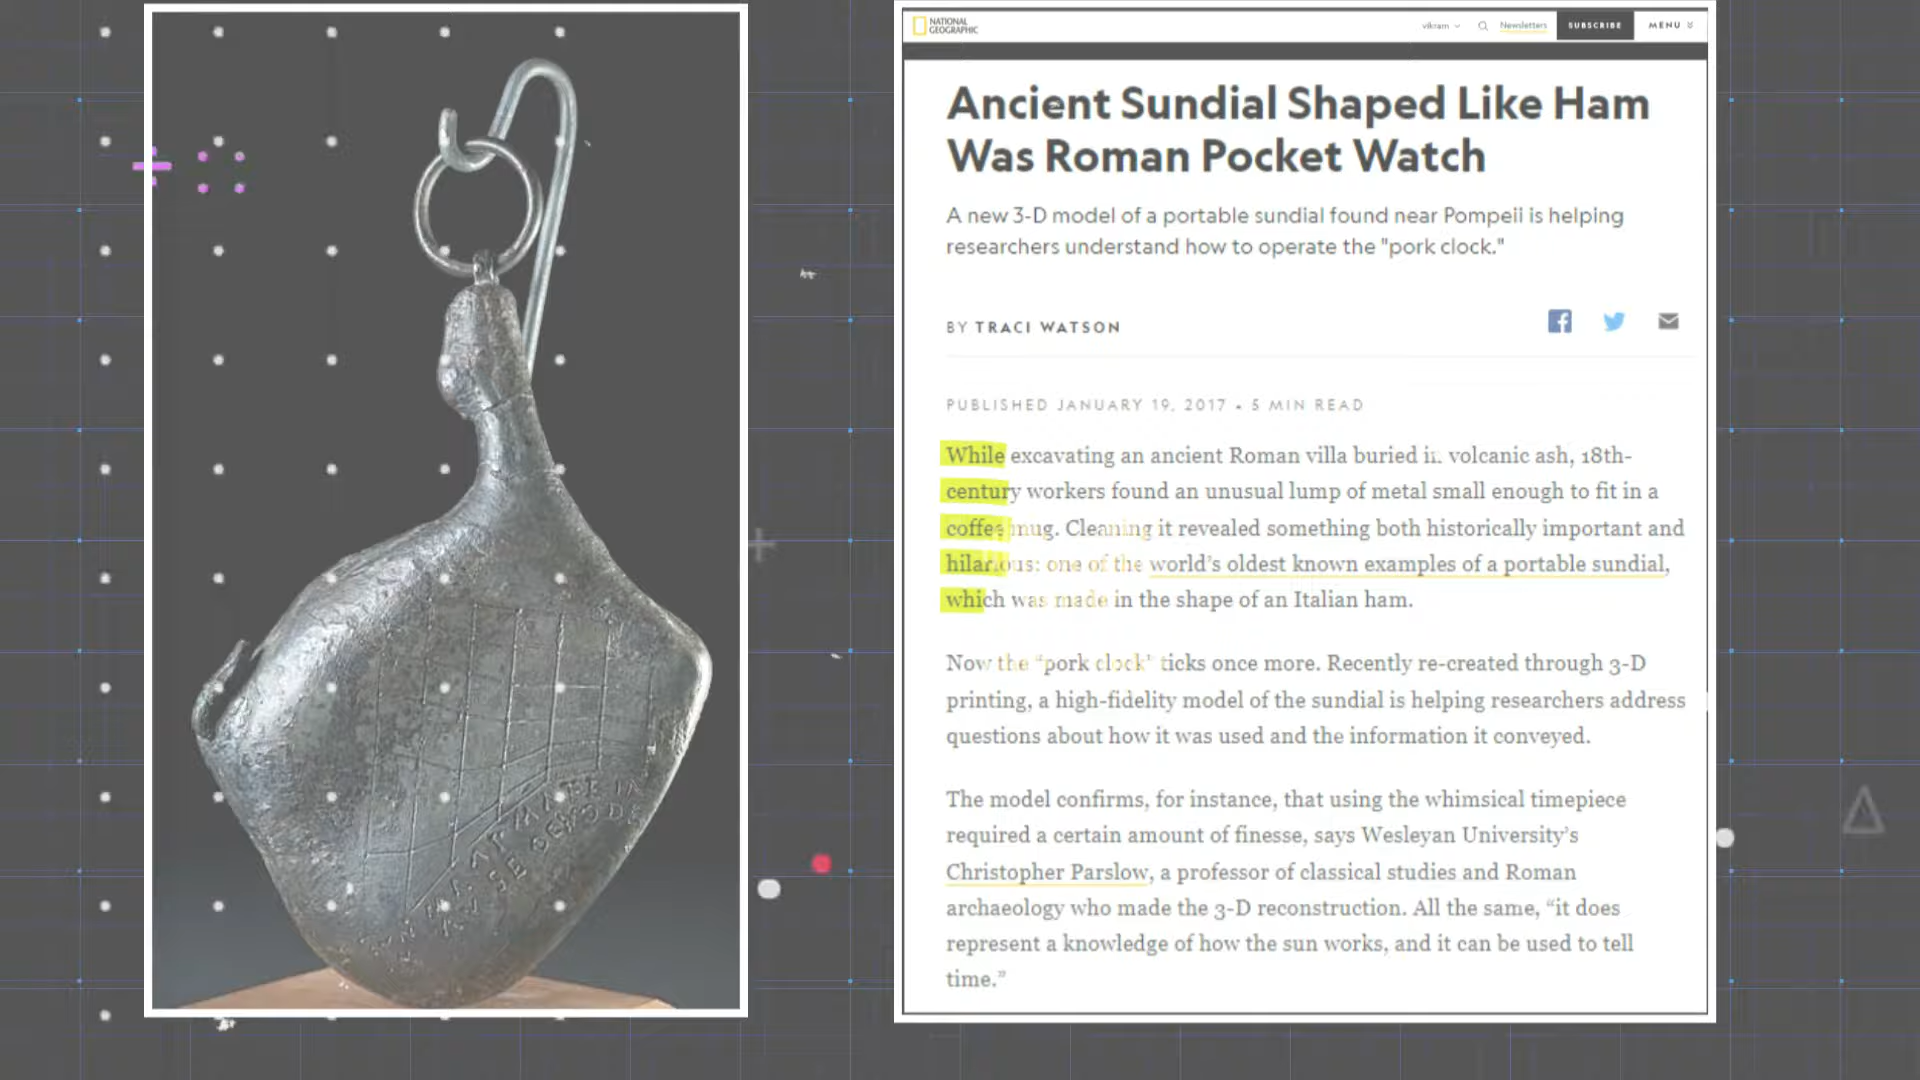 NATIONAL
GEOGRAPHIC
vikram
Newsletters
SUBSCRIBE
MENU
Ancient Sundial Shaped Like Ham
Was Roman Pocket Watch
A new 3-D model of a portable sundial found near Pompeii is helping
researchers understand how to operate the "pork clock."
BY TRACI WATSON
PUBLISHED JANUARY 19, 2017 • 5 MIN READ
While excavating an ancient Roman villa buried in volcanic ash, 18th-
century workers found an unusual lump of metal small enough to fit in a
coffee mug. Cleaning it revealed something both historically important and
hilarious: one of the world's oldest known examples of a portable sundial,
which was made in the shape of an Italian ham.
Now the "pork clock" ticks once more. Recently re-created through 3-D
printing, a high-fidelity model of the sundial is helping researchers address
questions about how it was used and the information it conveyed.
The model confirms, for instance, that using the whimsical timepiece
required a certain amount of finesse, says Wesleyan University's
Christopher Parslow, a professor of classical studies and Roman
archaeology who made the 3-D reconstruction. All the same, "it does
represent a knowledge of how the sun works, and it can be used to tell
time."